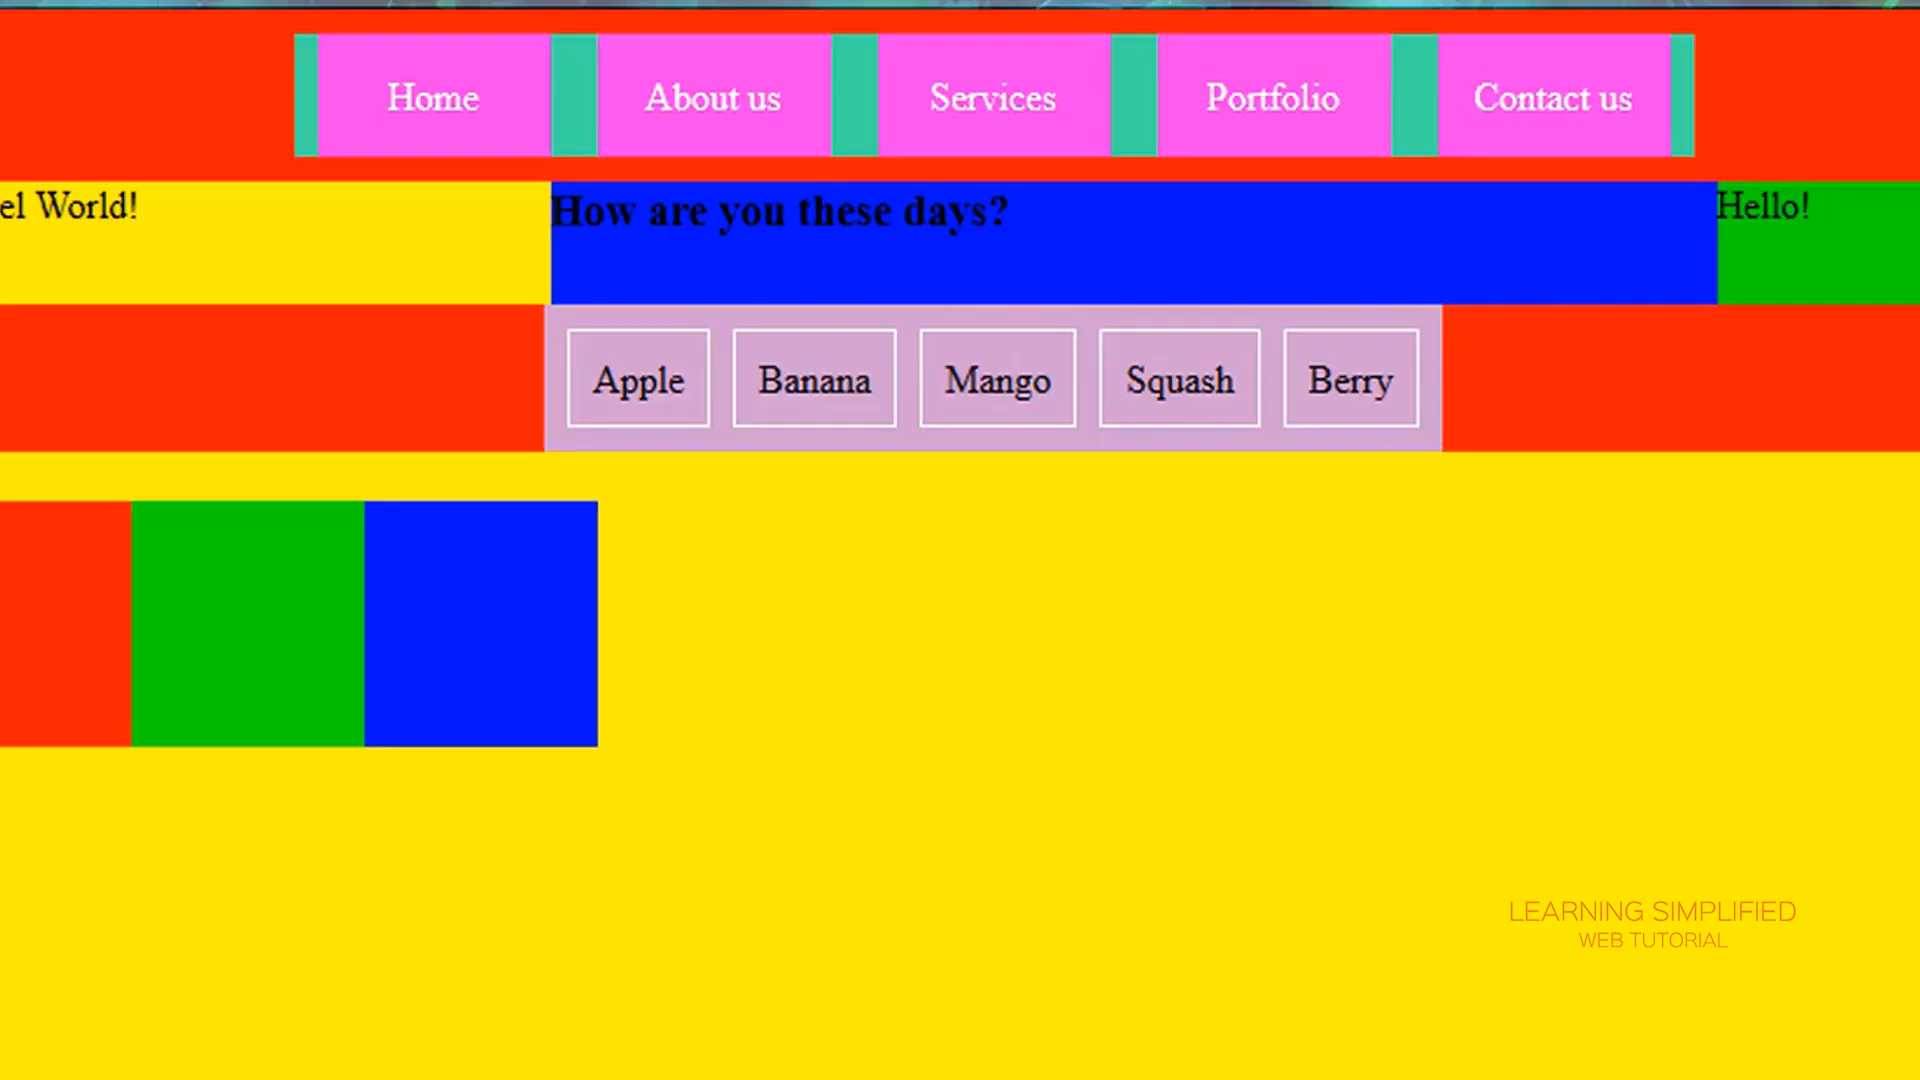 Home About us Services Portfolio Contact us
el World! How are you these days? Hello!
Apple Banana Mango Squash Berry
LEARNING SIMPLIFIED
WEB TUTORIAL